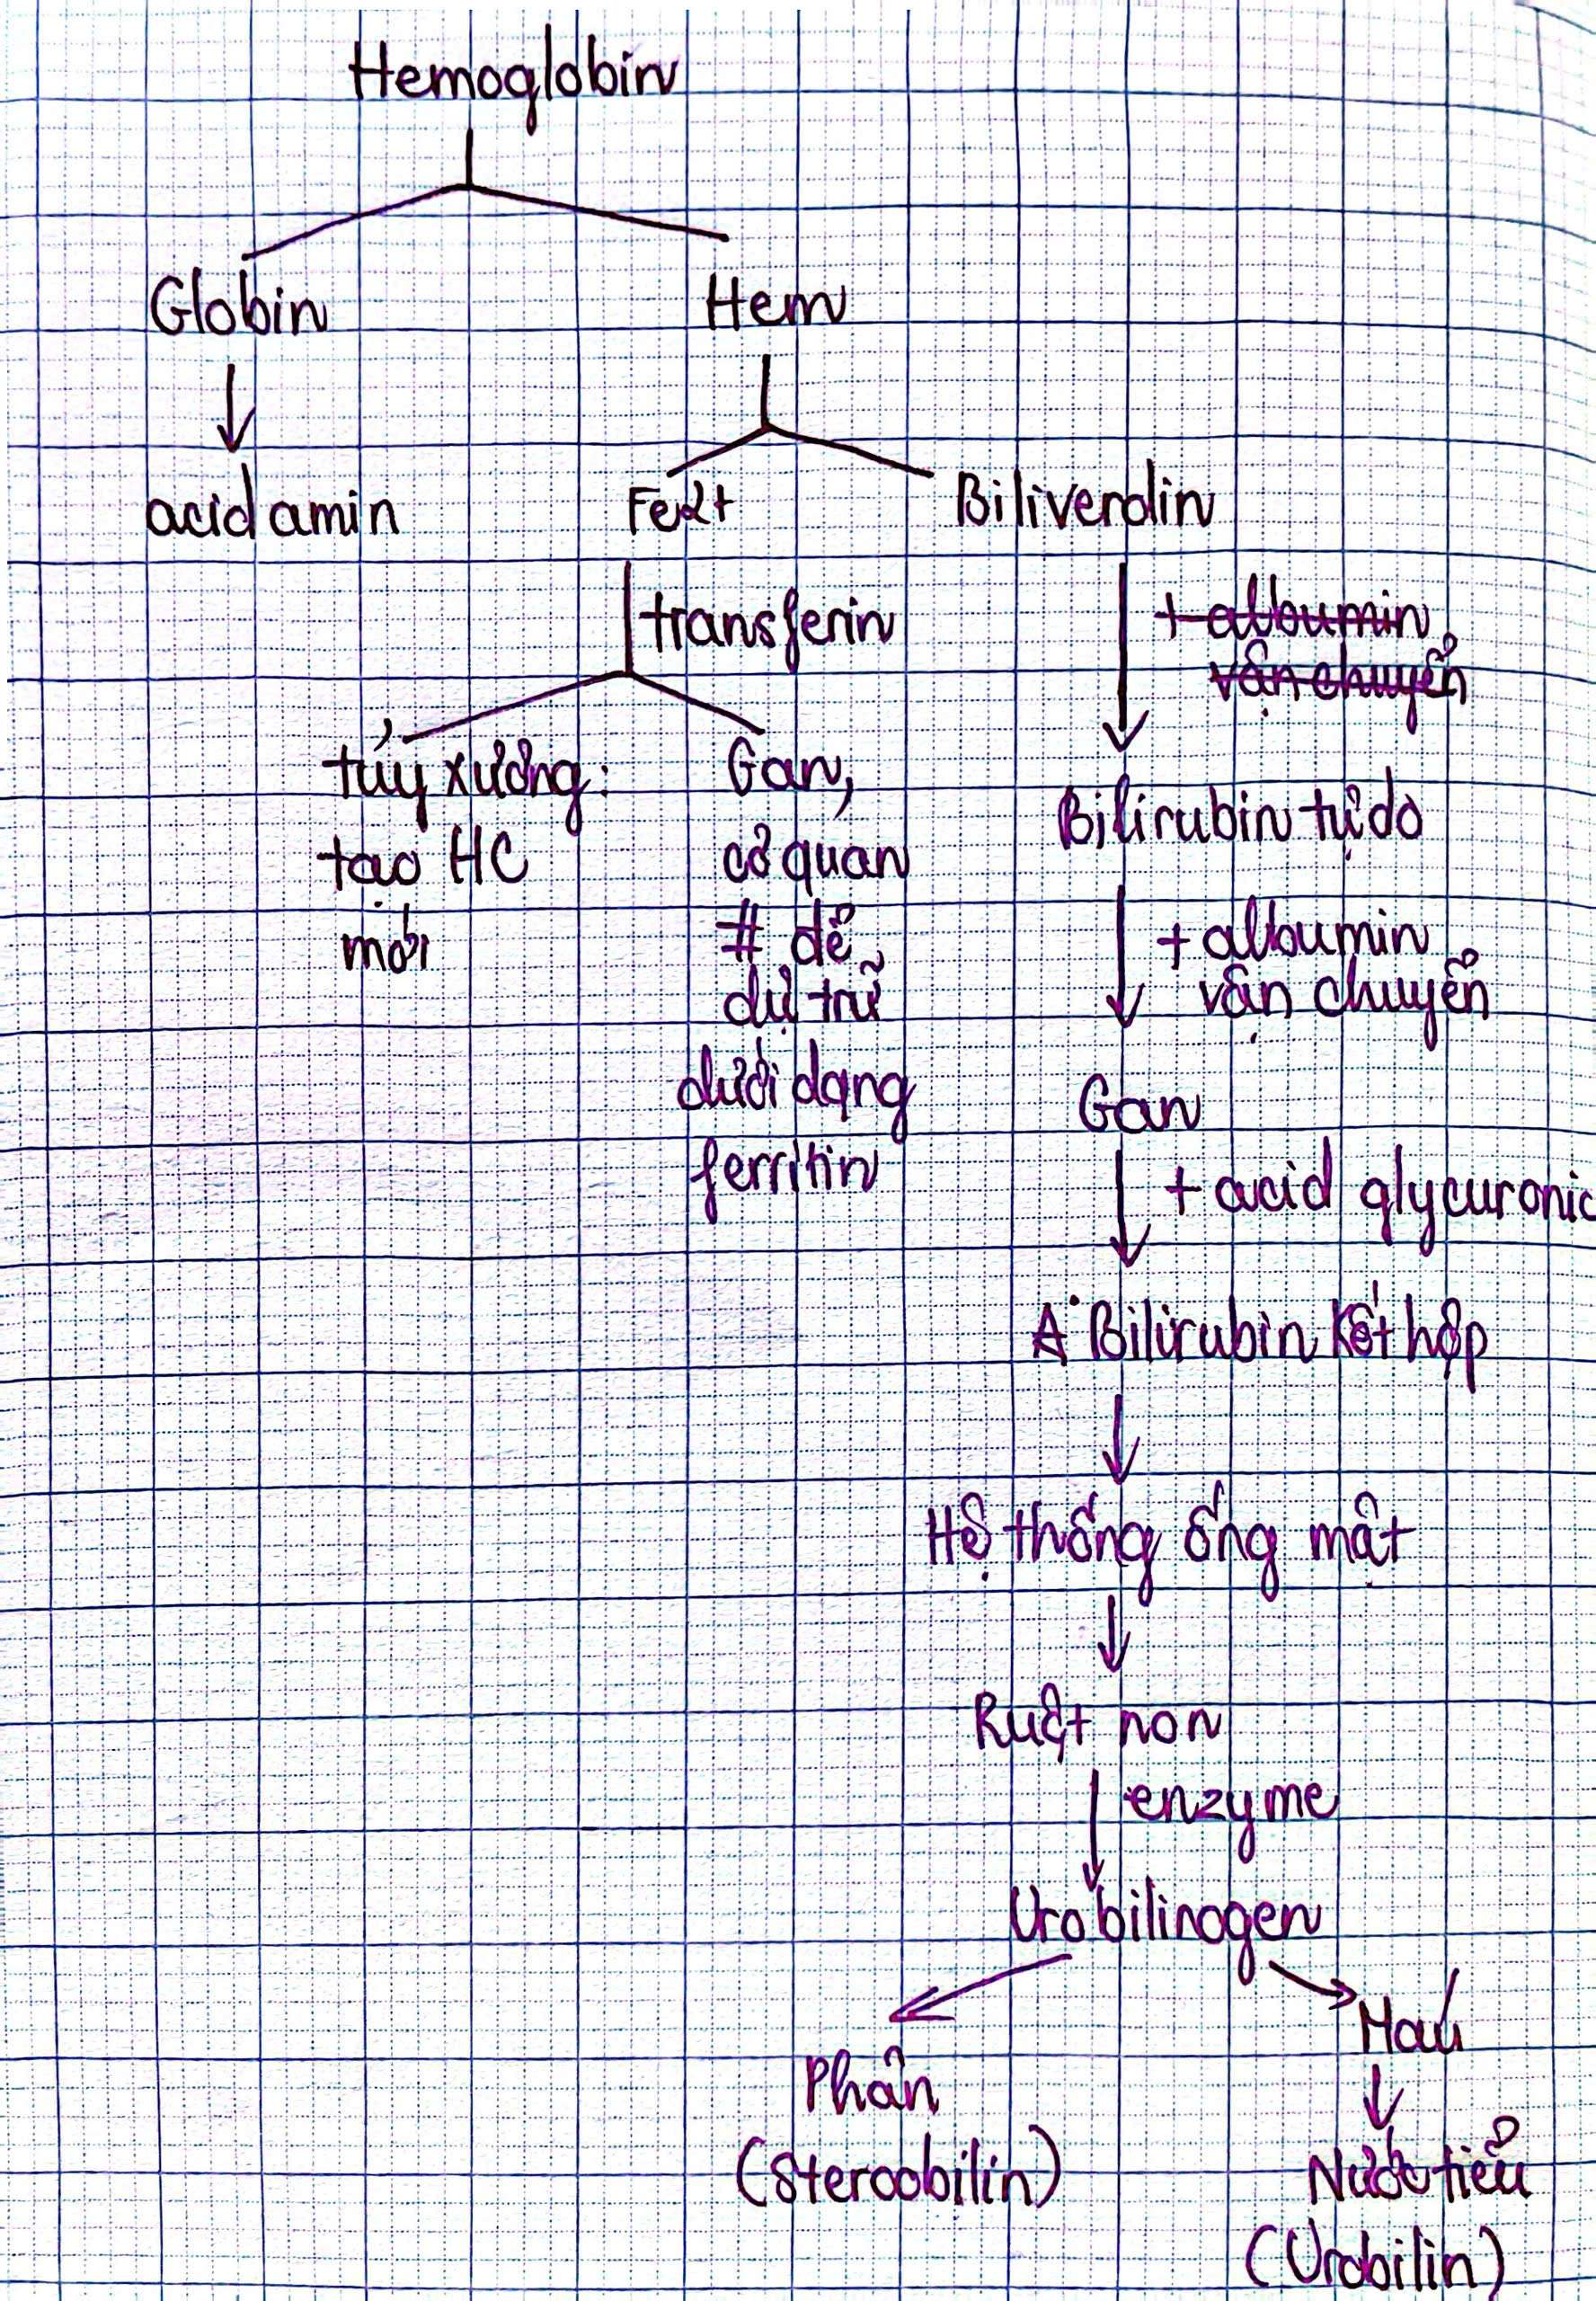 Hemoglobin
Globin
Hem
acid amin
Fe2+
Biliverdin
transferin
+ albumin
vận chuyển
tủy xương:
tạo HC
mới
Gan,
cơ quan
# để
dự trữ
dưới dạng
ferritin
Bilirubin tự do
+ albumin
vận chuyển
Gan
+ acid glycuronic
A Bilirubin kết hợp
Hệ thống ống mật
Ruột non
enzyme
Urobilinogen
Phân
(Stercobilin)
Máu
Nước tiểu
(Urobilin)